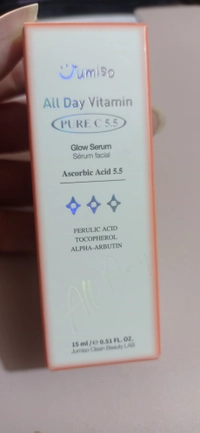 Jumiso
All Day Vitamin
PURE C 5.5
Glow Serum
Sérum facial
Ascorbic Acid 5.5
FERULIC ACID
TOCOPHEROL
ALPHA-ARBUTIN
All
15 ml / ℮ 0.51 FL. OZ.
Jumiso Clean Beauty LAB